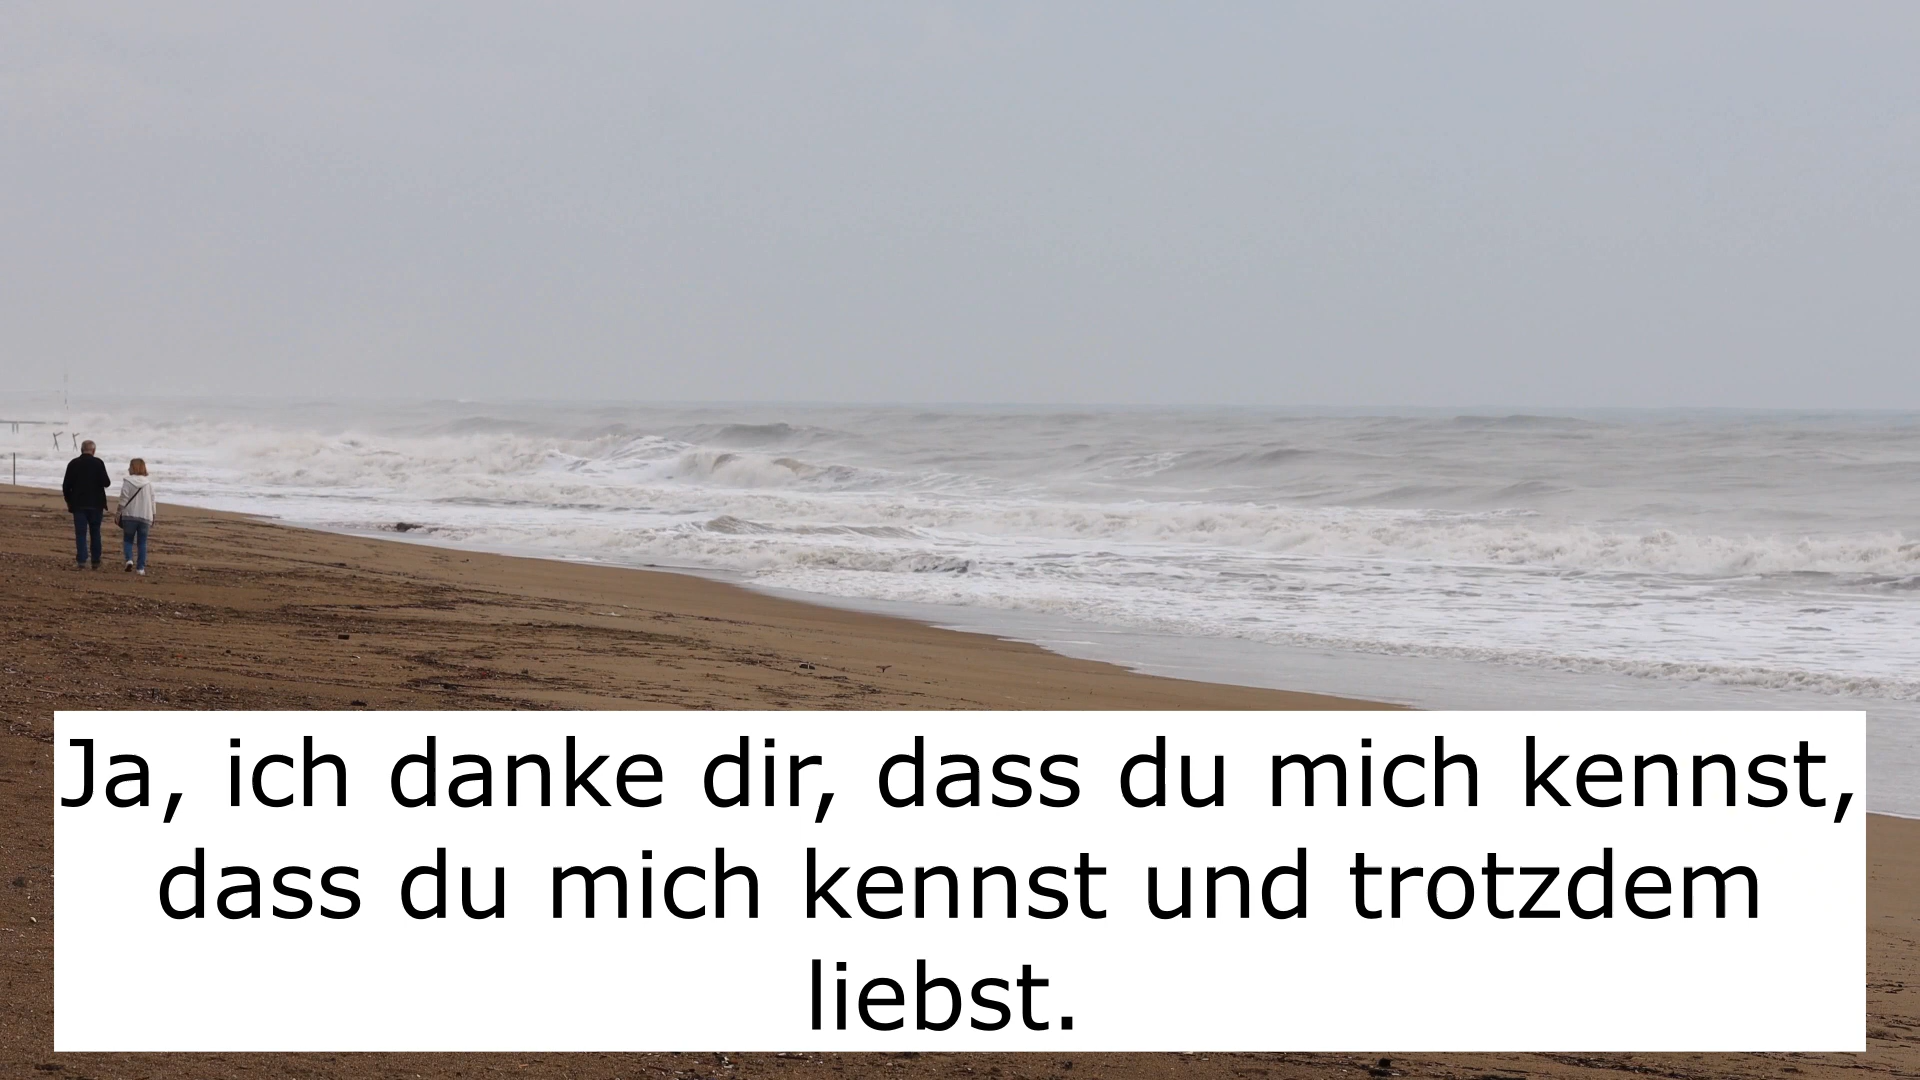 Ja, ich danke dir, dass du mich kennst,
dass du mich kennst und trotzdem
liebst.